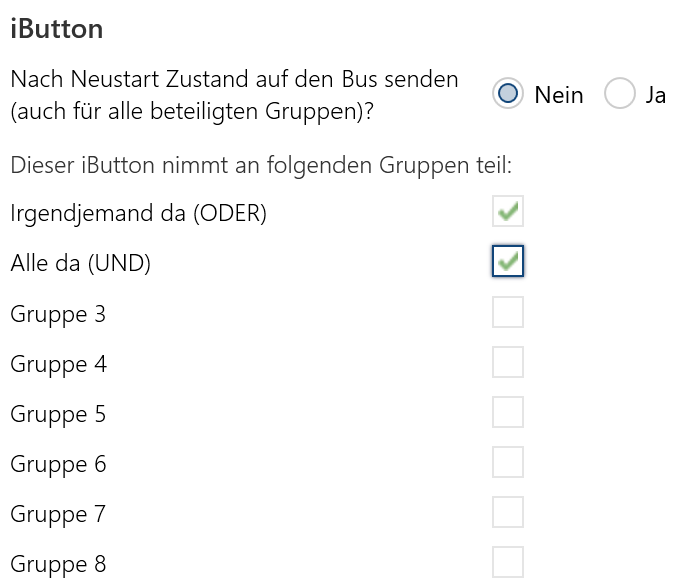 iButton
Nach Neustart Zustand auf den Bus senden
(auch für alle beteiligten Gruppen)?
Nein Ja
Dieser iButton nimmt an folgenden Gruppen teil:
Irgendjemand da (ODER)
Alle da (UND)
Gruppe 3
Gruppe 4
Gruppe 5
Gruppe 6
Gruppe 7
Gruppe 8